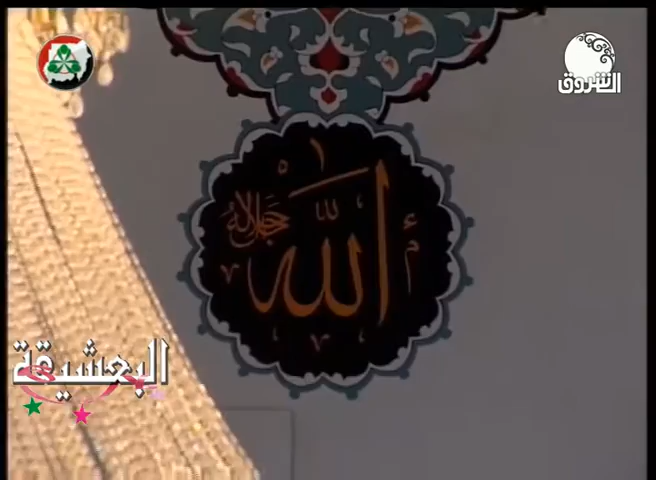 الشروق
الله
جل جلاله
البعشيقة